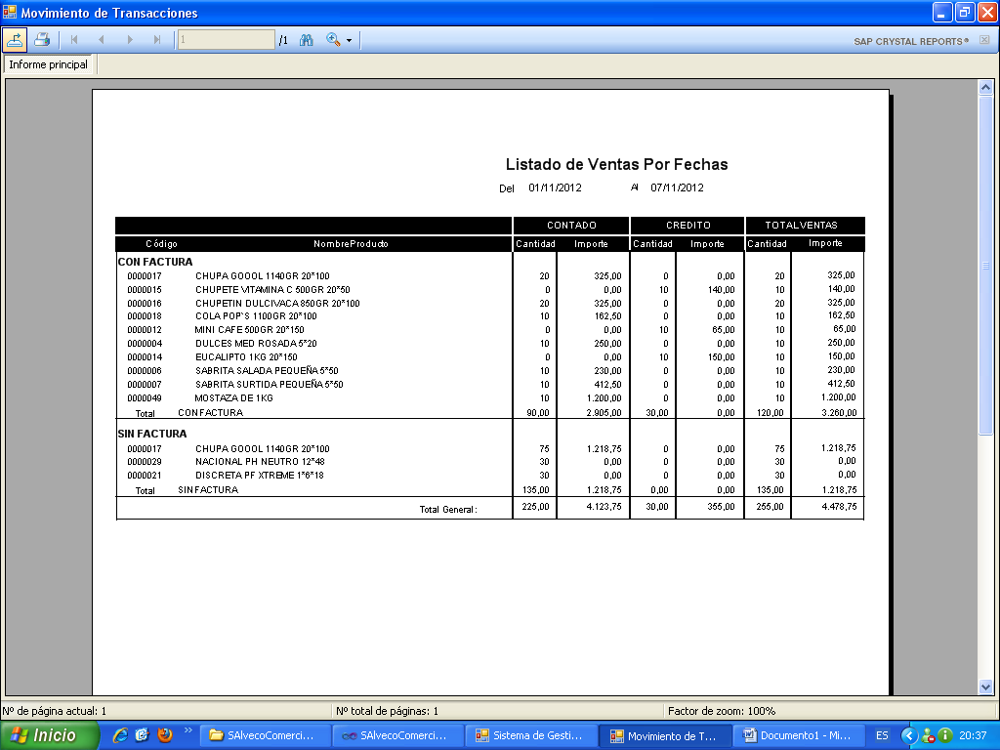 Movimiento de Transacciones
1 /1 SAP CRYSTAL REPORTS®
Informe principal
Listado de Ventas Por Fechas
Del 01/11/2012 Al 07/11/2012
CONTADO CREDITO TOTALVENTAS
Código NombreProducto Cantidad Importe Cantidad Importe Cantidad Importe
CON FACTURA
0000017 CHUPA GOOOL 1140GR 20*100 20 325,00 0 0,00 20 325,00
0000015 CHUPETE VITAMINA C 500GR 20*50 0 0,00 10 140,00 10 140,00
0000016 CHUPETIN DULCIVACA 850GR 20*100 20 325,00 0 0,00 20 325,00
0000018 COLA POP`S 1100GR 20*100 10 162,50 0 0,00 10 162,50
0000012 MINI CAFE 500GR 20*150 0 0,00 10 65,00 10 65,00
0000004 DULCES MED ROSADA 5*20 10 250,00 0 0,00 10 250,00
0000014 EUCALIPTO 1KG 20*150 0 0,00 10 150,00 10 150,00
0000006 SABRITA SALADA PEQUEÑA 5*50 10 230,00 0 0,00 10 230,00
0000007 SABRITA SURTIDA PEQUEÑA 5*50 10 412,50 0 0,00 10 412,50
0000049 MOSTAZA DE 1KG 10 1.200,00 0 0,00 10 1.200,00
Total CON FACTURA 90,00 2.905,00 30,00 0,00 120,00 3.260,00
SIN FACTURA
0000017 CHUPA GOOOL 1140GR 20*100 75 1.218,75 0 0,00 75 1.218,75
0000029 NACIONAL PH NEUTRO 12*48 30 0,00 0 0,00 30 0,00
0000021 DISCRETA PF XTREME 1*6*18 30 0,00 0 0,00 30 0,00
Total SIN FACTURA 135,00 1.218,75 0,00 0,00 135,00 1.218,75
Total General: 225,00 4.123,75 30,00 355,00 255,00 4.478,75
Nº de página actual: 1 Nº total de páginas: 1 Factor de zoom: 100%
Inicio » SAlvecoComerci... SAlvecoComerci... Sistema de Gesti... Movimiento de T... Documento1 - Mi... ES 20:37